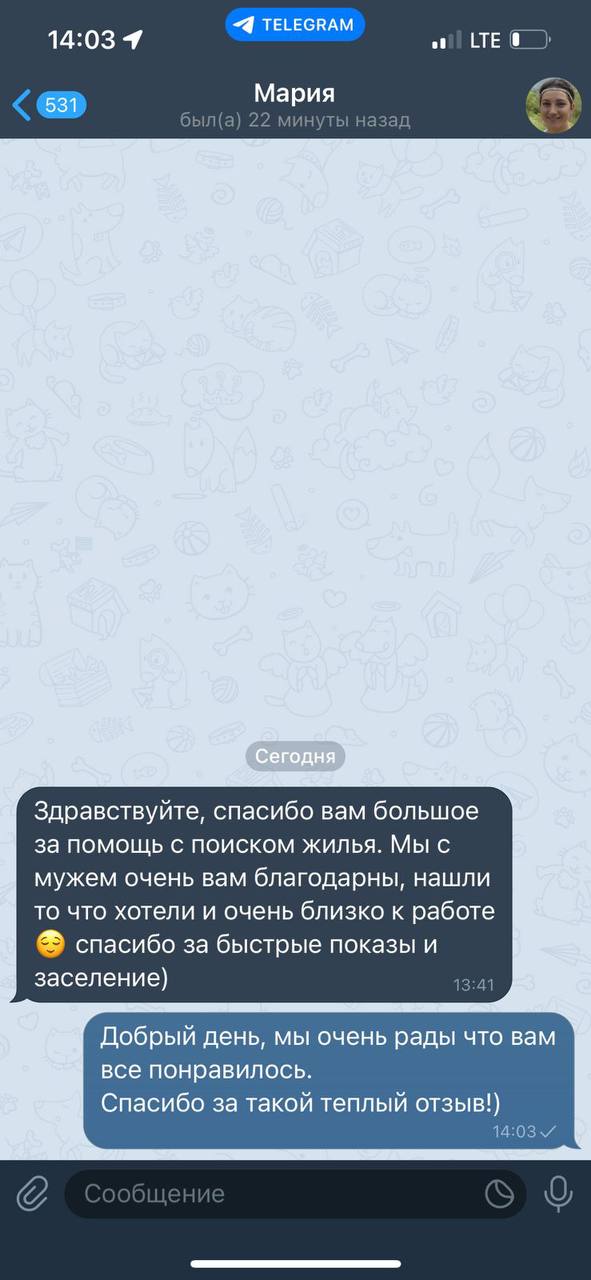 14:03
TELEGRAM
LTE
531
Мария
был(а) 22 минуты назад
Сегодня
Здравствуйте, спасибо вам большое
за помощь с поиском жилья. Мы с
мужем очень вам благодарны, нашли
то что хотели и очень близко к работе
😌 спасибо за быстрые показы и
заселение)
13:41
Добрый день, мы очень рады что вам
все понравилось.
Спасибо за такой теплый отзыв!)
14:03
Сообщение